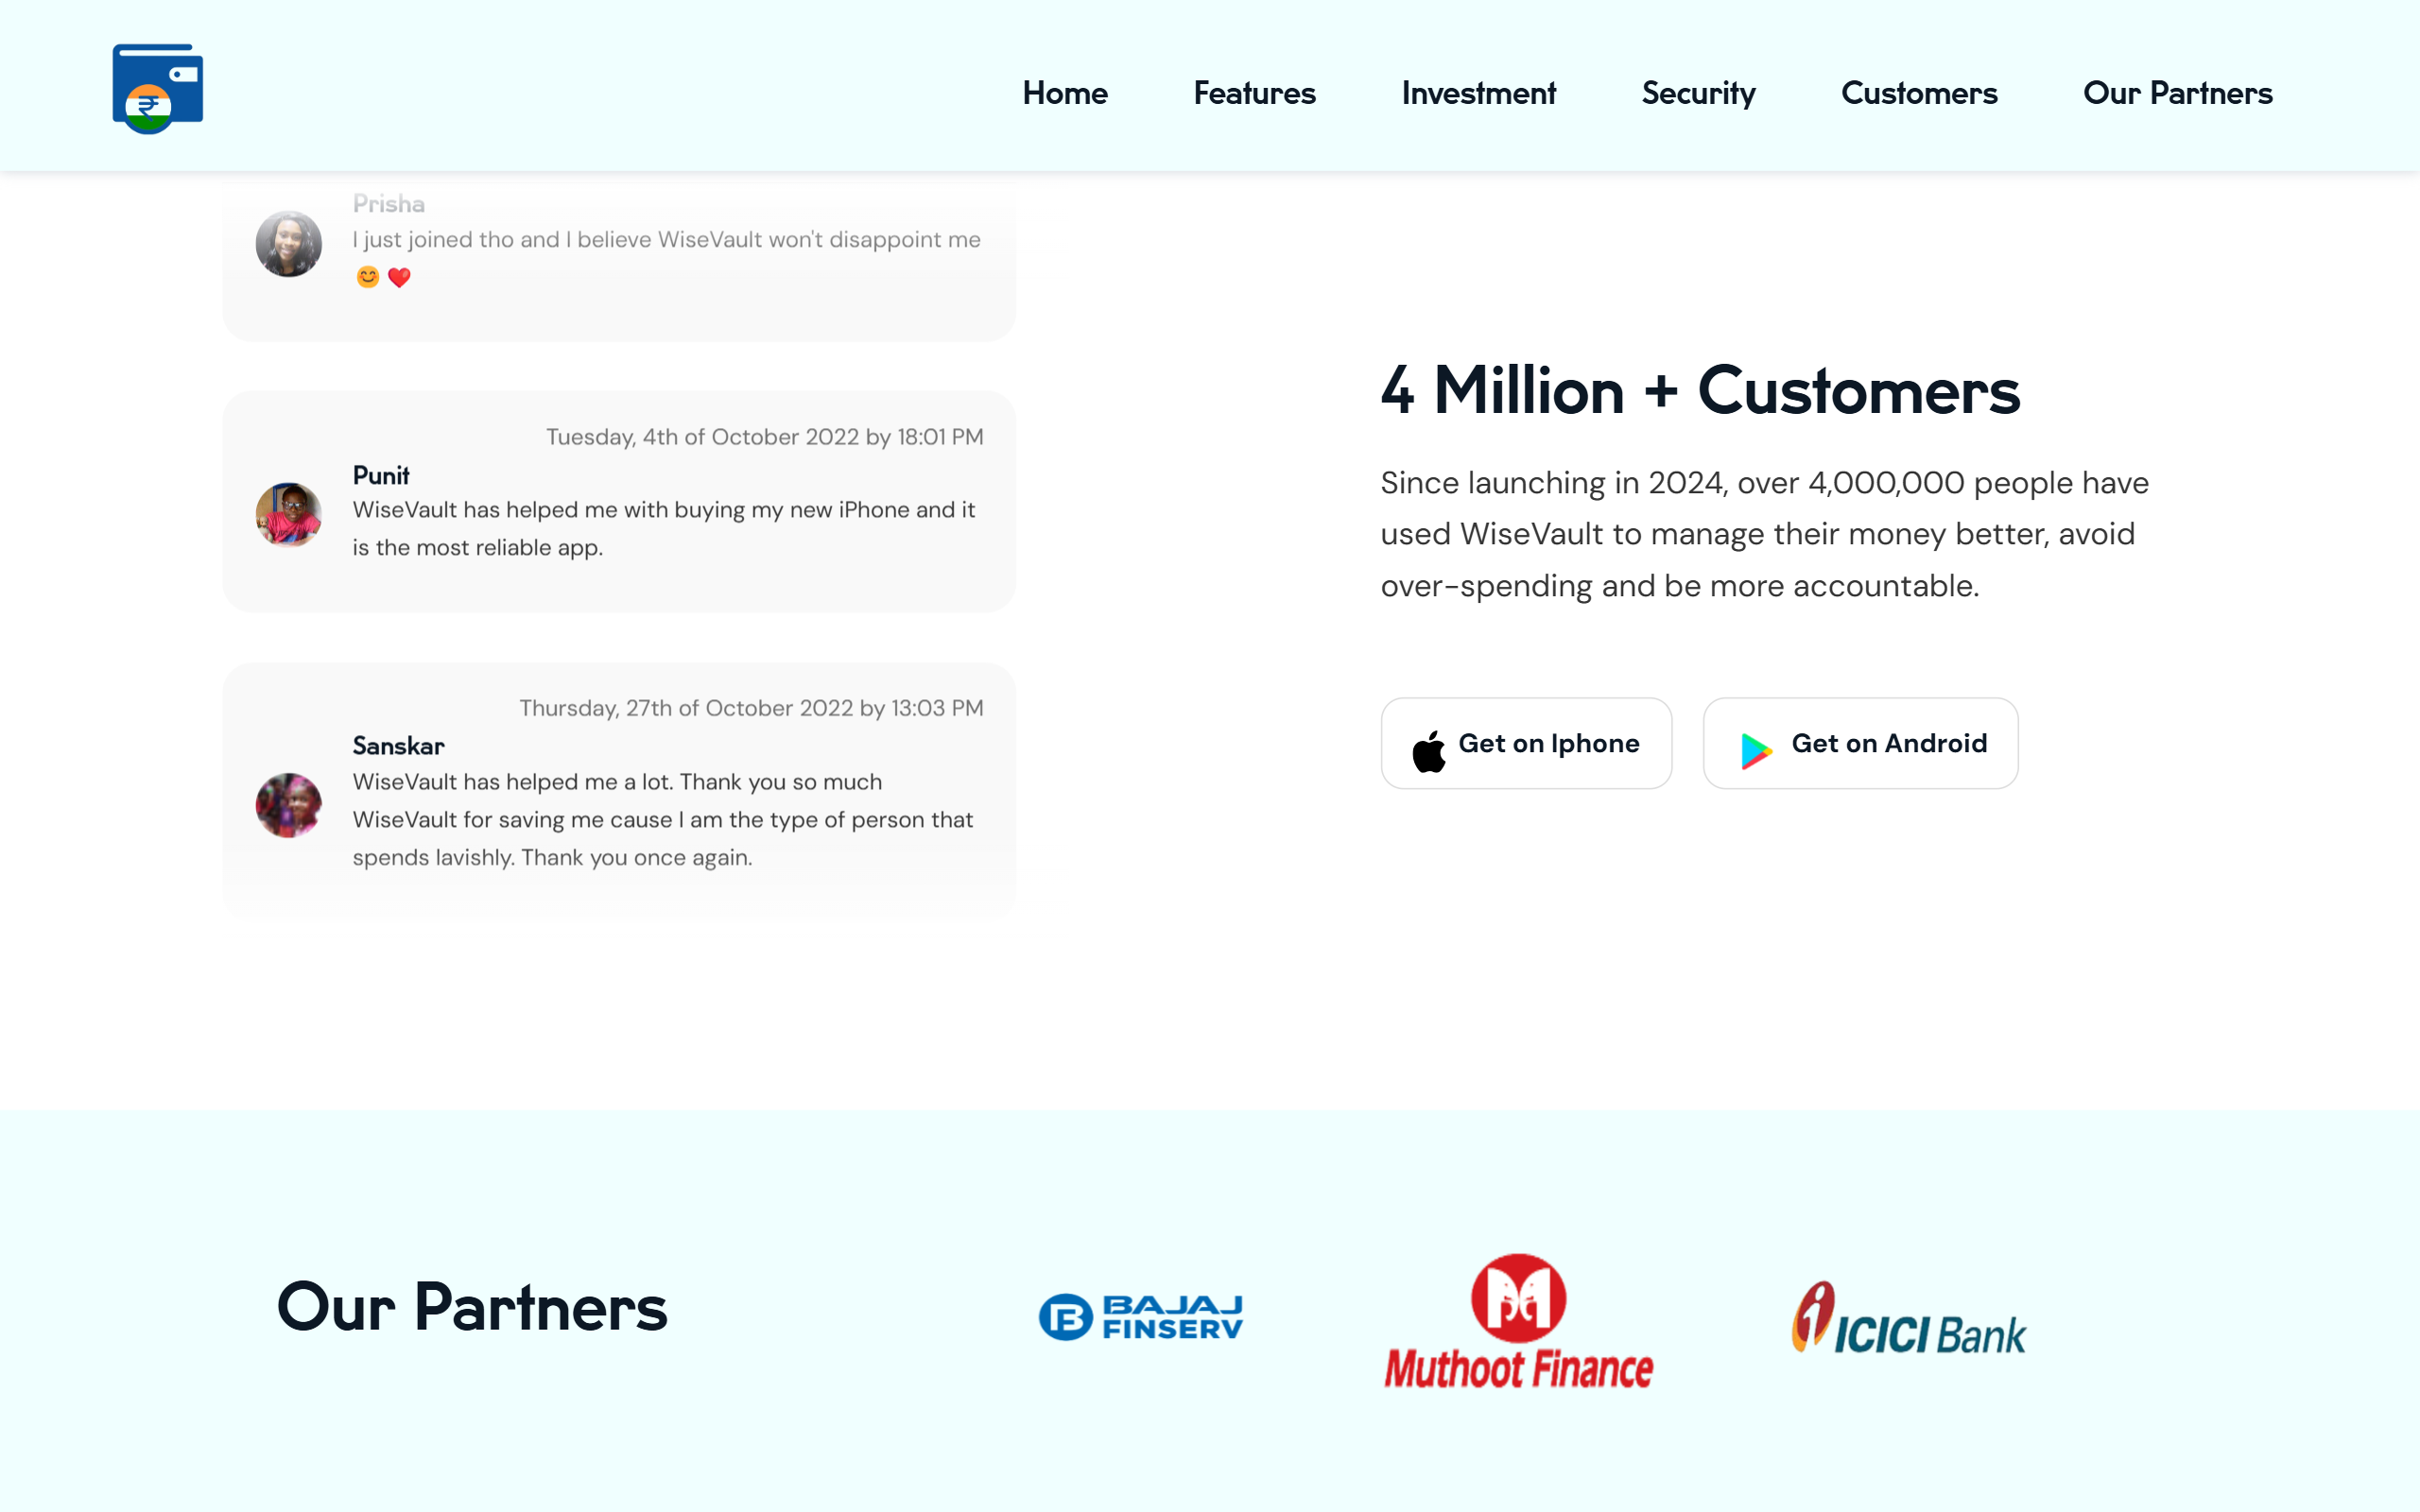 Home Features Investment Security Customers Our Partners
Prisha
I just joined tho and I believe WiseVault won't disappoint me
😊 ❤️
Tuesday, 4th of October 2022 by 18:01 PM
Punit
WiseVault has helped me with buying my new iPhone and it
is the most reliable app.
Thursday, 27th of October 2022 by 13:03 PM
Sanskar
WiseVault has helped me a lot. Thank you so much
WiseVault for saving me cause I am the type of person that
spends lavishly. Thank you once again.
4 Million + Customers
Since launching in 2024, over 4,000,000 people have
used WiseVault to manage their money better, avoid
over-spending and be more accountable.
Get on Iphone
Get on Android
Our Partners
BAJAJ
FINSERV
Muthoot Finance
ICICI Bank